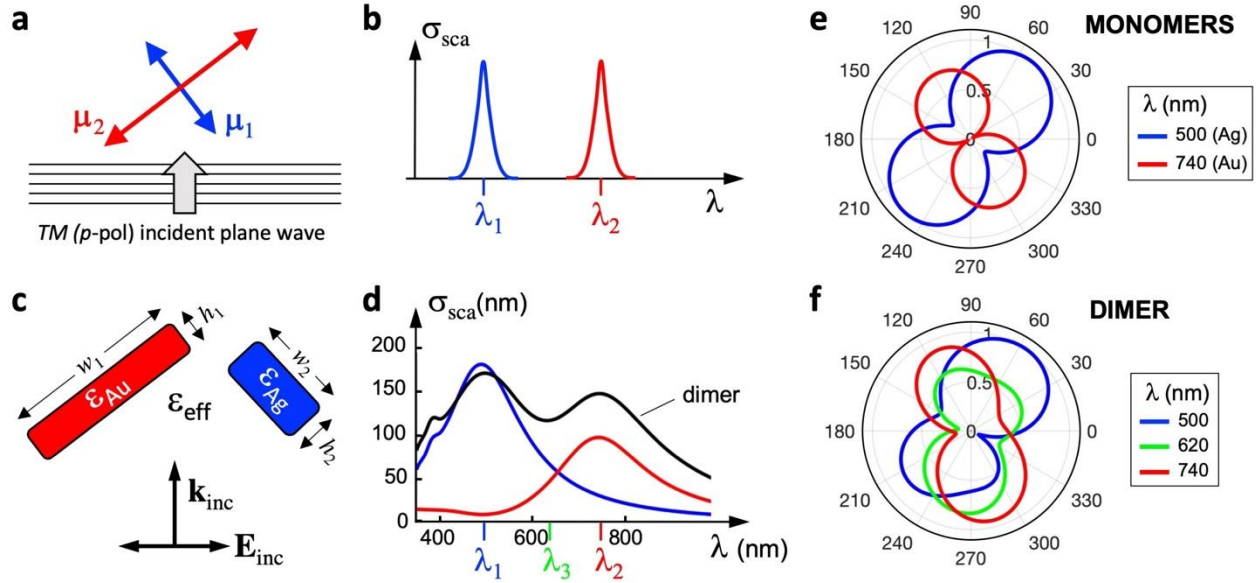 a
μ2
μ1
TM (p-pol) incident plane wave
b
σsca
λ1
λ2
λ
c
w1
h1
εAu
εeff
w2
εAg
h2
kinc
Einc
d
σsca(nm)
200
150
100
50
0
dimer
400
600
800
λ (nm)
λ1
λ3
λ2
e
MONOMERS
90
120
60
150
30
180
0
210
330
240
300
270
1
0.5
0
λ (nm)
500 (Ag)
740 (Au)
f
DIMER
90
120
60
150
30
180
0
210
330
240
300
270
1
0.5
0
λ (nm)
500
620
740